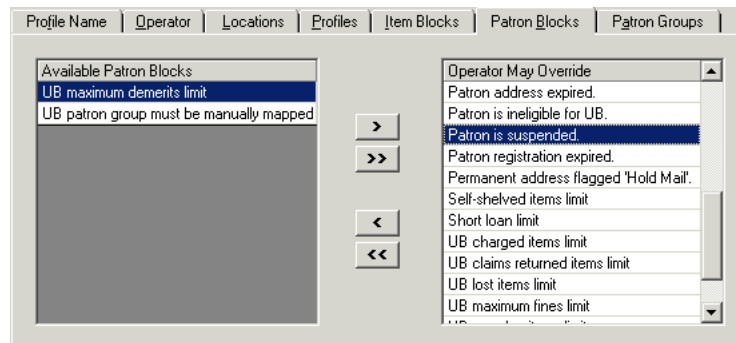 Profile Name Operator Locations Profiles Item Blocks Patron Blocks Patron Groups
Available Patron Blocks
UB maximum demerits limit
UB patron group must be manually mapped
>
>>
<
<<
Operator May Override
Patron address expired.
Patron is ineligible for UB.
Patron is suspended.
Patron registration expired.
Permanent address flagged 'Hold Mail'.
Self-shelved items limit
Short loan limit
UB charged items limit
UB claims returned items limit
UB lost items limit
UB maximum fines limit